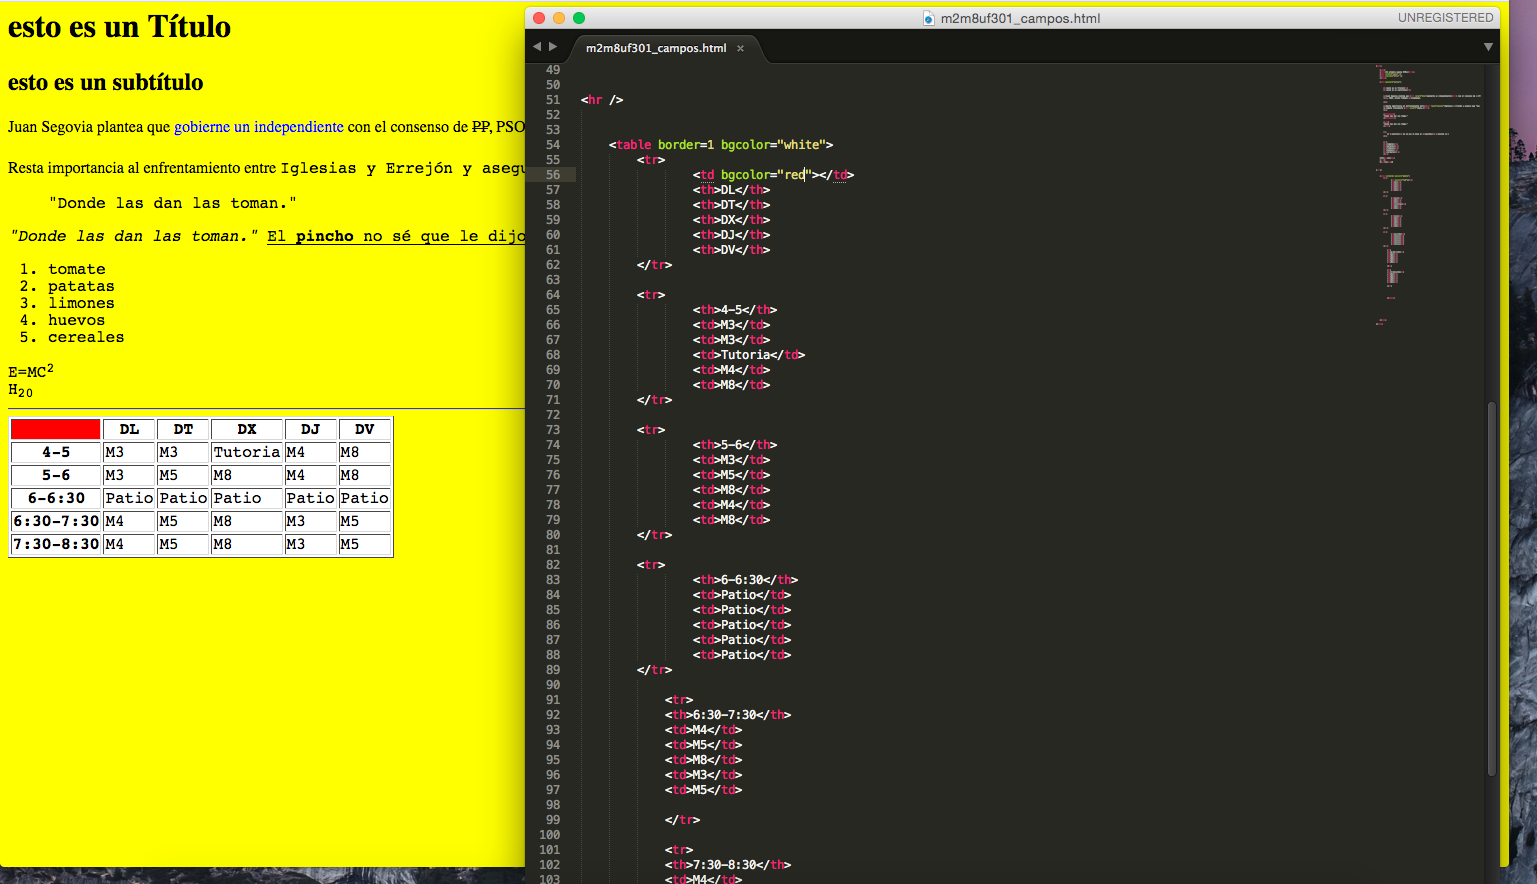 esto es un Título
esto es un subtítulo
Juan Segovia plantea que gobierne un independiente con el consenso de PP, PSO
Resta importancia al enfrentamiento entre Iglesias y Errejón y asegu
"Donde las dan las toman."
"Donde las dan las toman." El pincho no sé que le dijo
1. tomate
2. patatas
3. limones
4. huevos
5. cereales
E=MC2
H20
DL DT DX DJ DV
4-5 M3 M3 Tutoria M4 M8
5-6 M3 M5 M8 M4 M8
6-6:30 Patio Patio Patio Patio Patio
6:30-7:30 M4 M5 M8 M3 M5
7:30-8:30 M4 M5 M8 M3 M5
m2m8uf301_campos.html
UNREGISTERED
m2m8uf301_campos.html ×
49
50
51 <hr />
52
53
54 <table border=1 bgcolor="white">
55 <tr>
56 <td bgcolor="red"></td>
57 <th>DL</th>
58 <th>DT</th>
59 <th>DX</th>
60 <th>DJ</th>
61 <th>DV</th>
62 </tr>
63
64 <tr>
65 <th>4-5</th>
66 <td>M3</td>
67 <td>M3</td>
68 <td>Tutoria</td>
69 <td>M4</td>
70 <td>M8</td>
71 </tr>
72
73 <tr>
74 <th>5-6</th>
75 <td>M3</td>
76 <td>M5</td>
77 <td>M8</td>
78 <td>M4</td>
79 <td>M8</td>
80 </tr>
81
82 <tr>
83 <th>6-6:30</th>
84 <td>Patio</td>
85 <td>Patio</td>
86 <td>Patio</td>
87 <td>Patio</td>
88 <td>Patio</td>
89 </tr>
90
91 <tr>
92 <th>6:30-7:30</th>
93 <td>M4</td>
94 <td>M5</td>
95 <td>M8</td>
96 <td>M3</td>
97 <td>M5</td>
98
99 </tr>
100
101 <tr>
102 <th>7:30-8:30</th>
103 <td>M4</td>